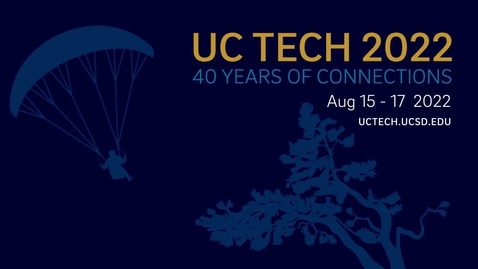 UC TECH 2022
40 YEARS OF CONNECTIONS
Aug 15 - 17 2022
UCTECH.UCSD.EDU